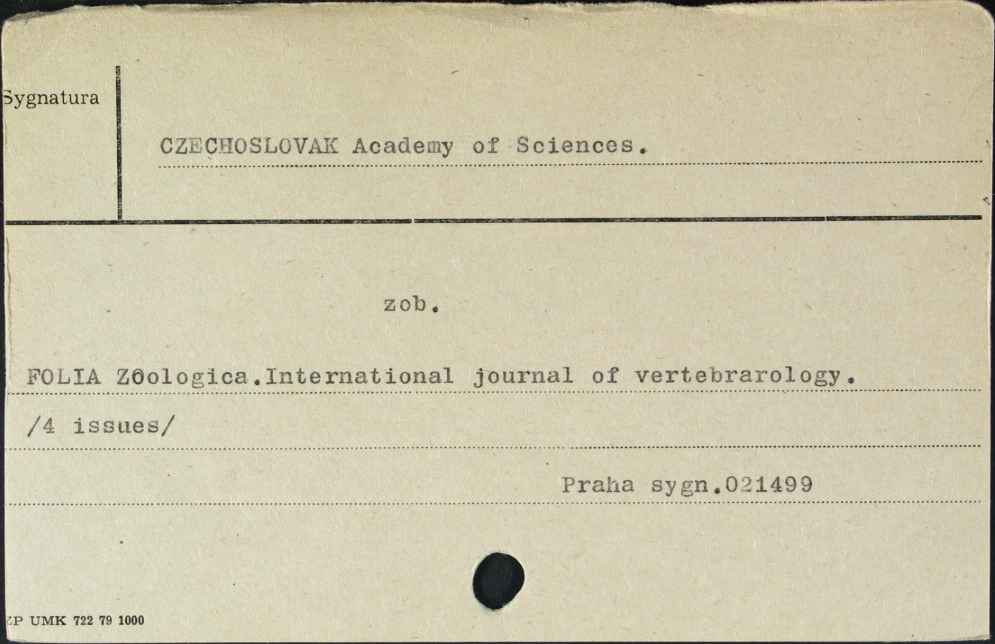 Sygnatura
CZECHOSLOVAK Academy of Sciences.
zob.
FOLIA Zoologica.International journal of vertebrarology.
/4 issues/
Praha sygn.021499
ZP UMK 722 79 1000